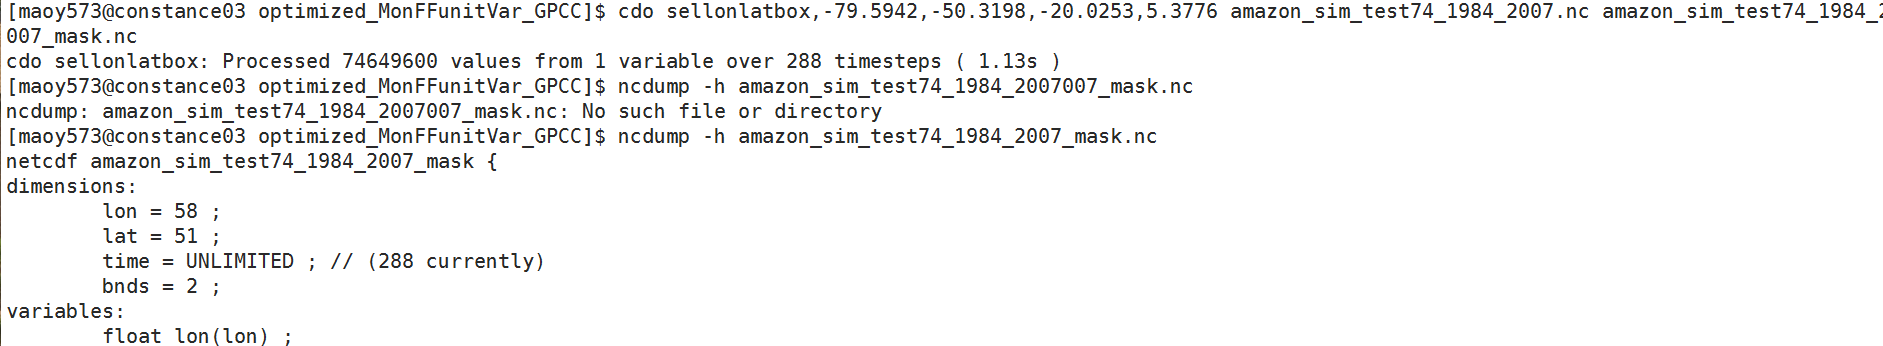 [maoy573@constance03 optimized_MonFFunitVar_GPCC]$ cdo sellonlatbox,-79.5942,-50.3198,-20.0253,5.3776 amazon_sim_test74_1984_2007.nc amazon_sim_test74_1984_2
007_mask.nc
cdo sellonlatbox: Processed 74649600 values from 1 variable over 288 timesteps ( 1.13s )
[maoy573@constance03 optimized_MonFFunitVar_GPCC]$ ncdump -h amazon_sim_test74_1984_2007007_mask.nc
ncdump: amazon_sim_test74_1984_2007007_mask.nc: No such file or directory
[maoy573@constance03 optimized_MonFFunitVar_GPCC]$ ncdump -h amazon_sim_test74_1984_2007_mask.nc
netcdf amazon_sim_test74_1984_2007_mask {
dimensions:
        lon = 58 ;
        lat = 51 ;
        time = UNLIMITED ; // (288 currently)
        bnds = 2 ;
variables:
        float lon(lon) ;